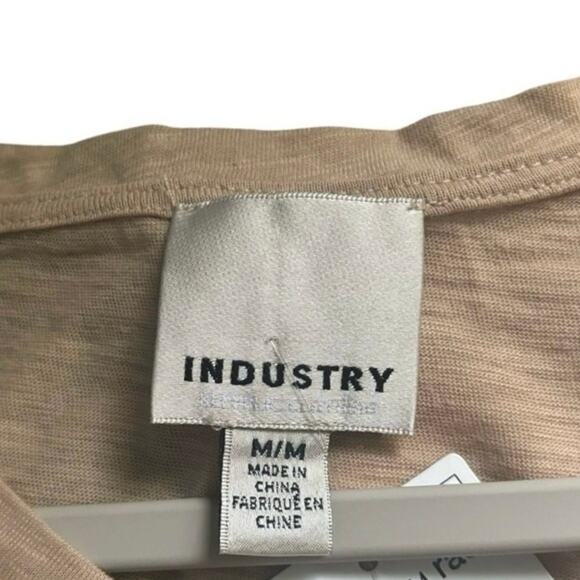 INDUSTRY
M/M
MADE IN
CHINA
FABRIQUÉ EN
CHINE